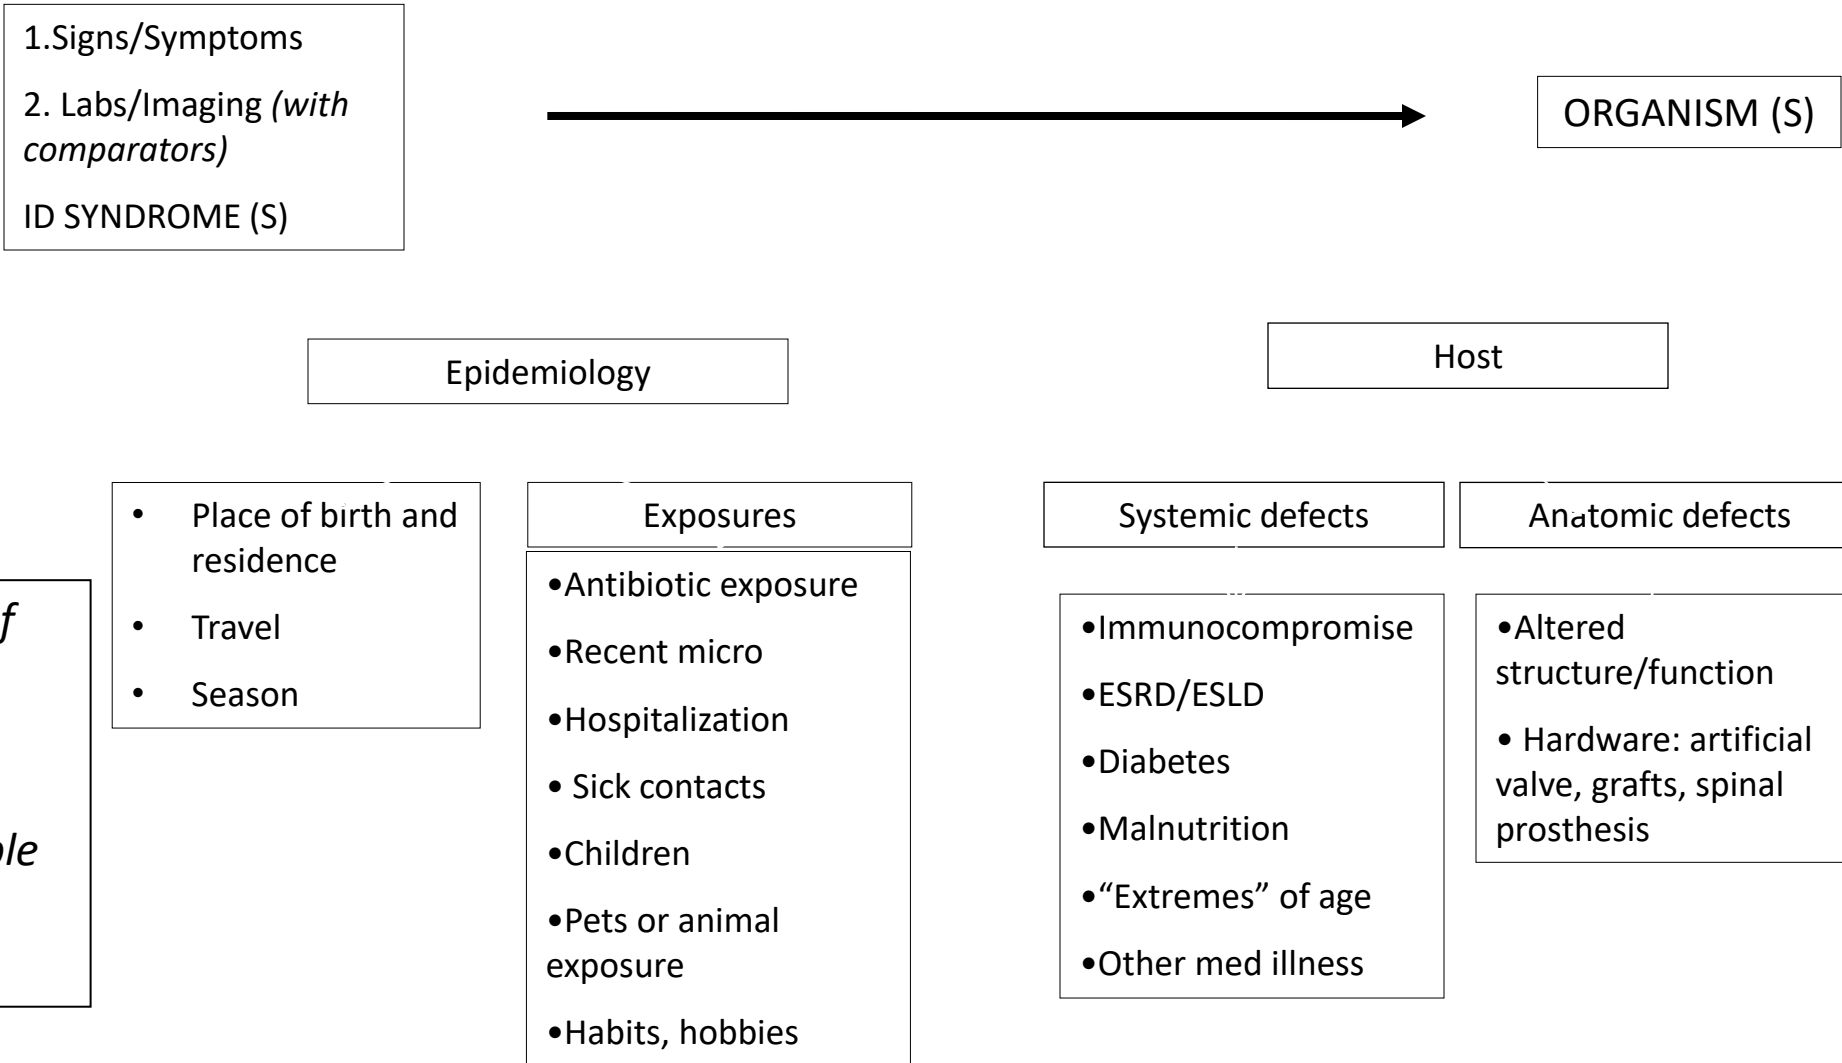 1.Signs/Symptoms
2. Labs/Imaging (with
comparators)
ID SYNDROME (S)
ORGANISM (S)
Epidemiology
Host
• Place of birth and
residence
• Travel
• Season
Exposures
•Antibiotic exposure
•Recent micro
•Hospitalization
• Sick contacts
•Children
•Pets or animal
exposure
•Habits, hobbies
Systemic defects
•Immunocompromise
•ESRD/ESLD
•Diabetes
•Malnutrition
•“Extremes” of age
•Other med illness
Anatomic defects
•Altered
structure/function
• Hardware: artificial
valve, grafts, spinal
prosthesis